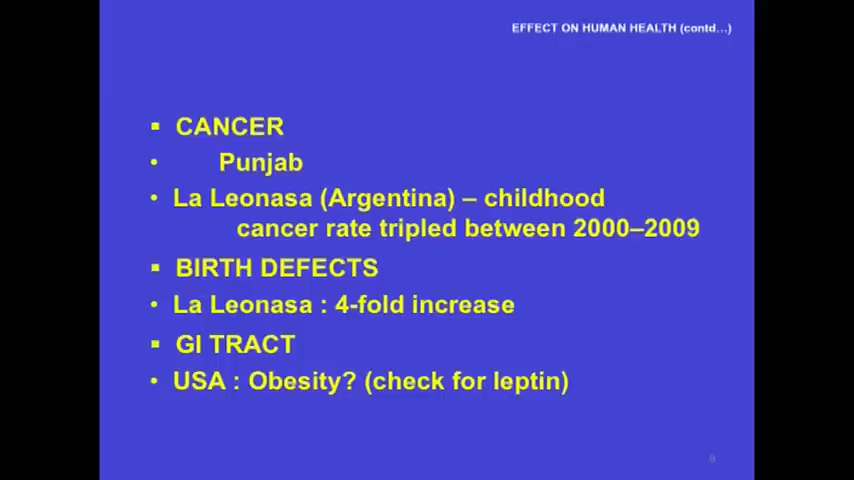 EFFECT ON HUMAN HEALTH (contd...)
▪ CANCER
• Punjab
• La Leonasa (Argentina) – childhood
cancer rate tripled between 2000–2009
▪ BIRTH DEFECTS
• La Leonasa : 4-fold increase
▪ GI TRACT
• USA : Obesity? (check for leptin)
9